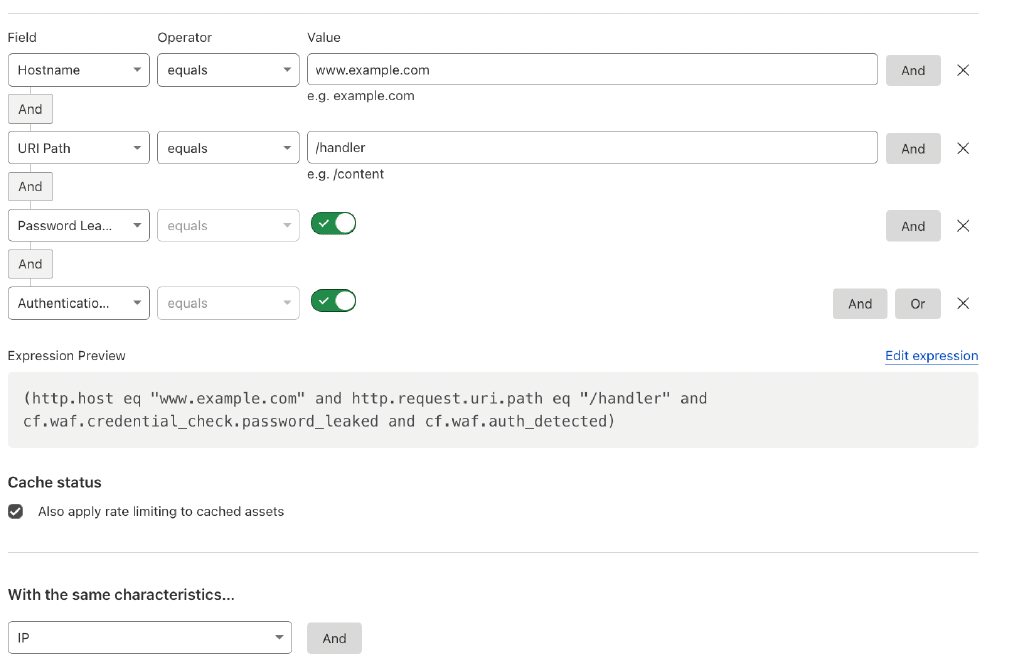 Field Operator Value
Hostname equals www.example.com And
e.g. example.com
And
URI Path equals /handler And
e.g. /content
And
Password Lea... equals And
And
Authenticatio... equals And Or
Expression Preview Edit expression
(http.host eq "www.example.com" and http.request.uri.path eq "/handler" and
cf.waf.credential_check.password_leaked and cf.waf.auth_detected)
Cache status
Also apply rate limiting to cached assets
With the same characteristics...
IP And